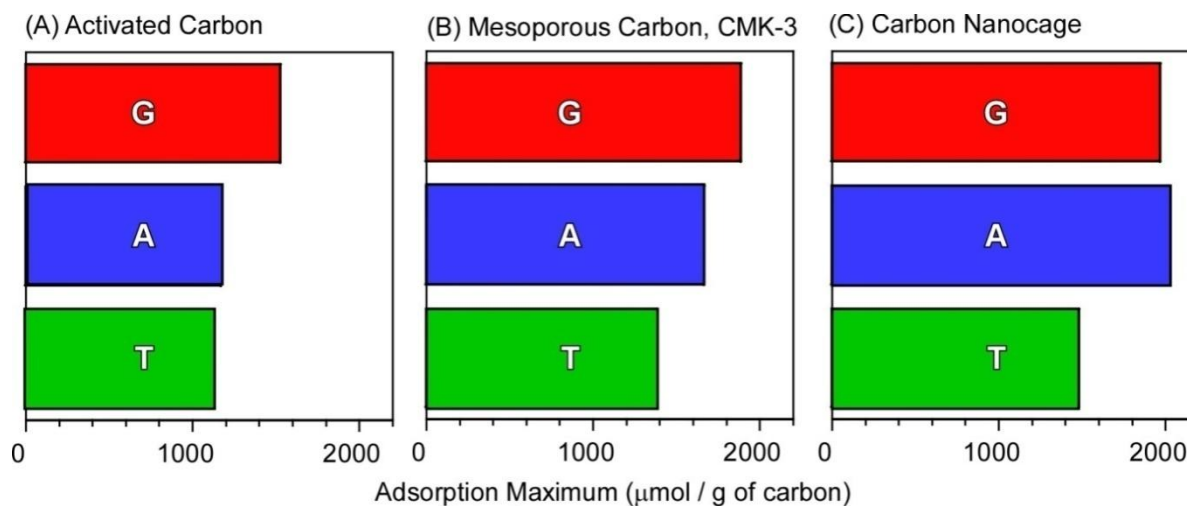 (A) Activated Carbon
G
A
T
0 1000 2000
(B) Mesoporous Carbon, CMK-3
G
A
T
0 1000 2000
(C) Carbon Nanocage
G
A
T
0 1000 2000
Adsorption Maximum (μmol / g of carbon)